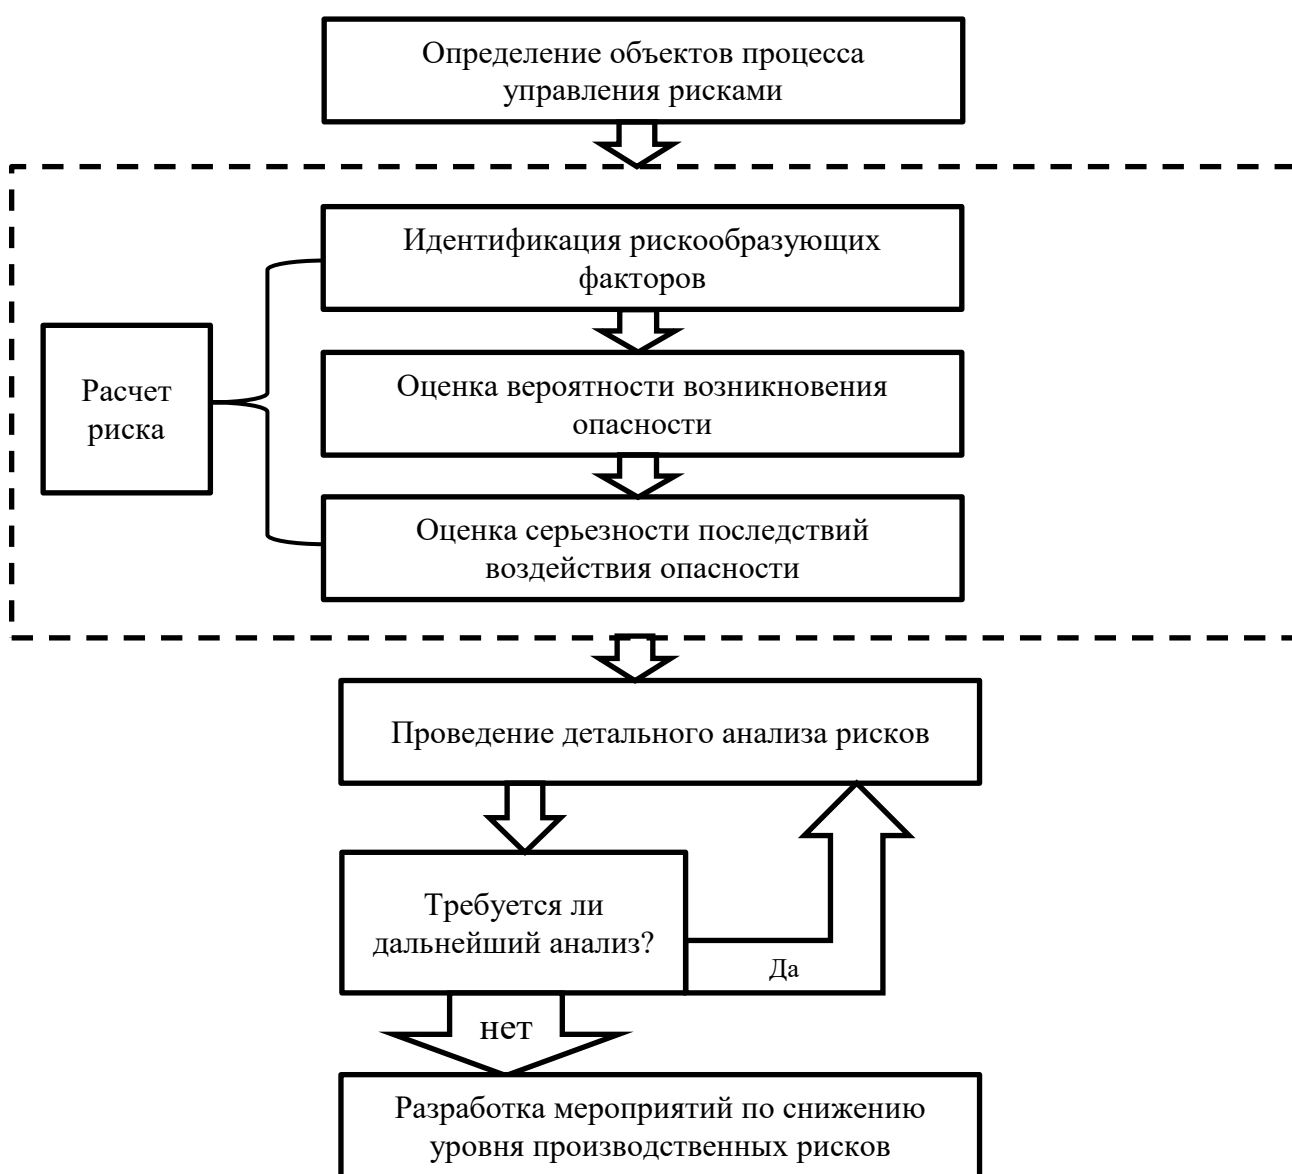 Определение объектов процесса
управления рисками
Идентификация рискообразующих
факторов
Расчет
риска
Оценка вероятности возникновения
опасности
Оценка серьезности последствий
воздействия опасности
Проведение детального анализа рисков
Требуется ли
дальнейший анализ?
Да
нет
Разработка мероприятий по снижению
уровня производственных рисков